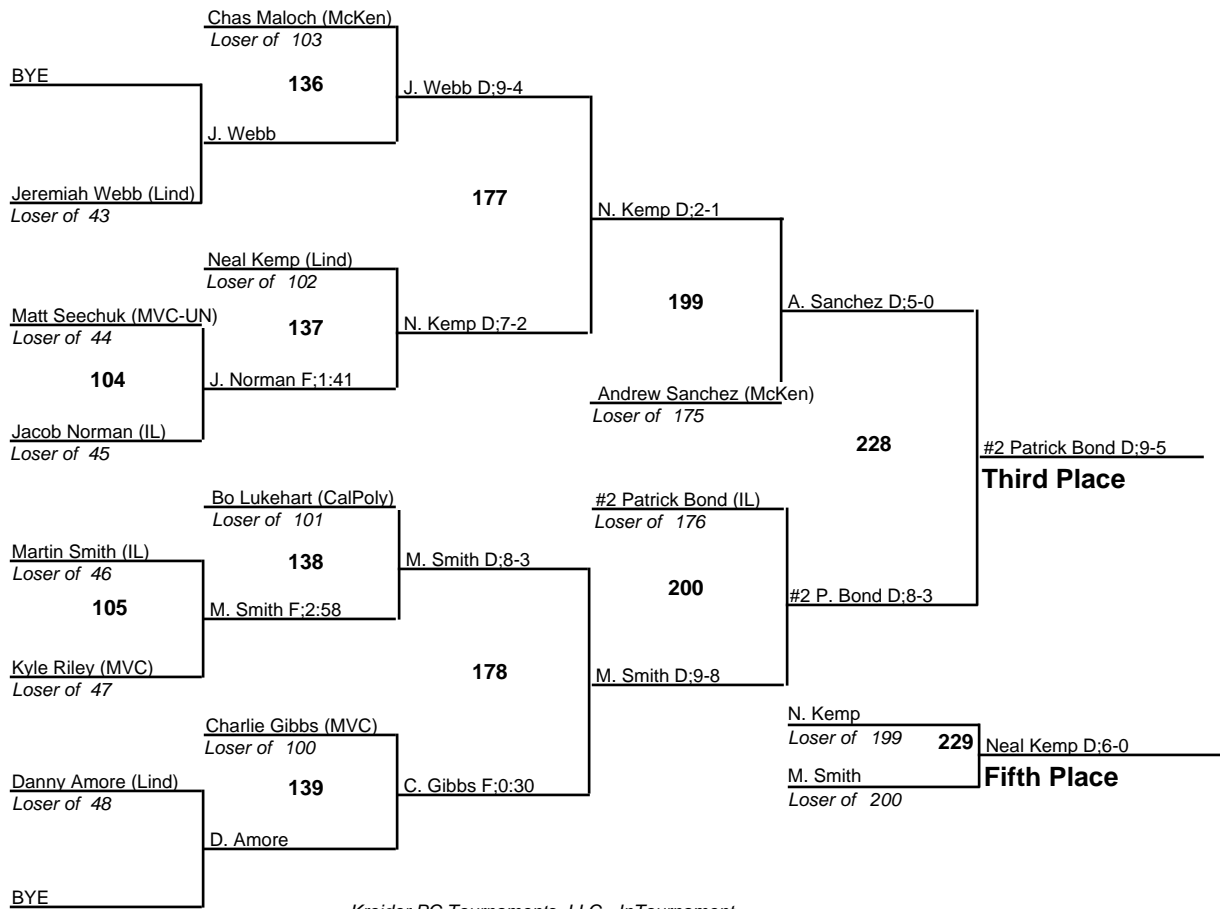 Chas Maloch (McKen)
Loser of 103
BYE
136
J. Webb D;9-4
J. Webb
Jeremiah Webb (Lind)
Loser of 43
177
N. Kemp D;2-1
Neal Kemp (Lind)
Loser of 102
Matt Seechuk (MVC-UN)
Loser of 44
137
N. Kemp D;7-2
199
A. Sanchez D;5-0
104
J. Norman F;1:41
Andrew Sanchez (McKen)
Loser of 175
Jacob Norman (IL)
Loser of 45
228
#2 Patrick Bond D;9-5
Third Place
Bo Lukehart (CalPoly)
Loser of 101
#2 Patrick Bond (IL)
Loser of 176
Martin Smith (IL)
Loser of 46
138
M. Smith D;8-3
200
#2 P. Bond D;8-3
105
M. Smith F;2:58
Kyle Riley (MVC)
Loser of 47
178
M. Smith D;9-8
Charlie Gibbs (MVC)
Loser of 100
N. Kemp
Loser of 199
229
Neal Kemp D;6-0
Fifth Place
M. Smith
Loser of 200
Danny Amore (Lind)
Loser of 48
139
C. Gibbs F;0:30
D. Amore
BYE